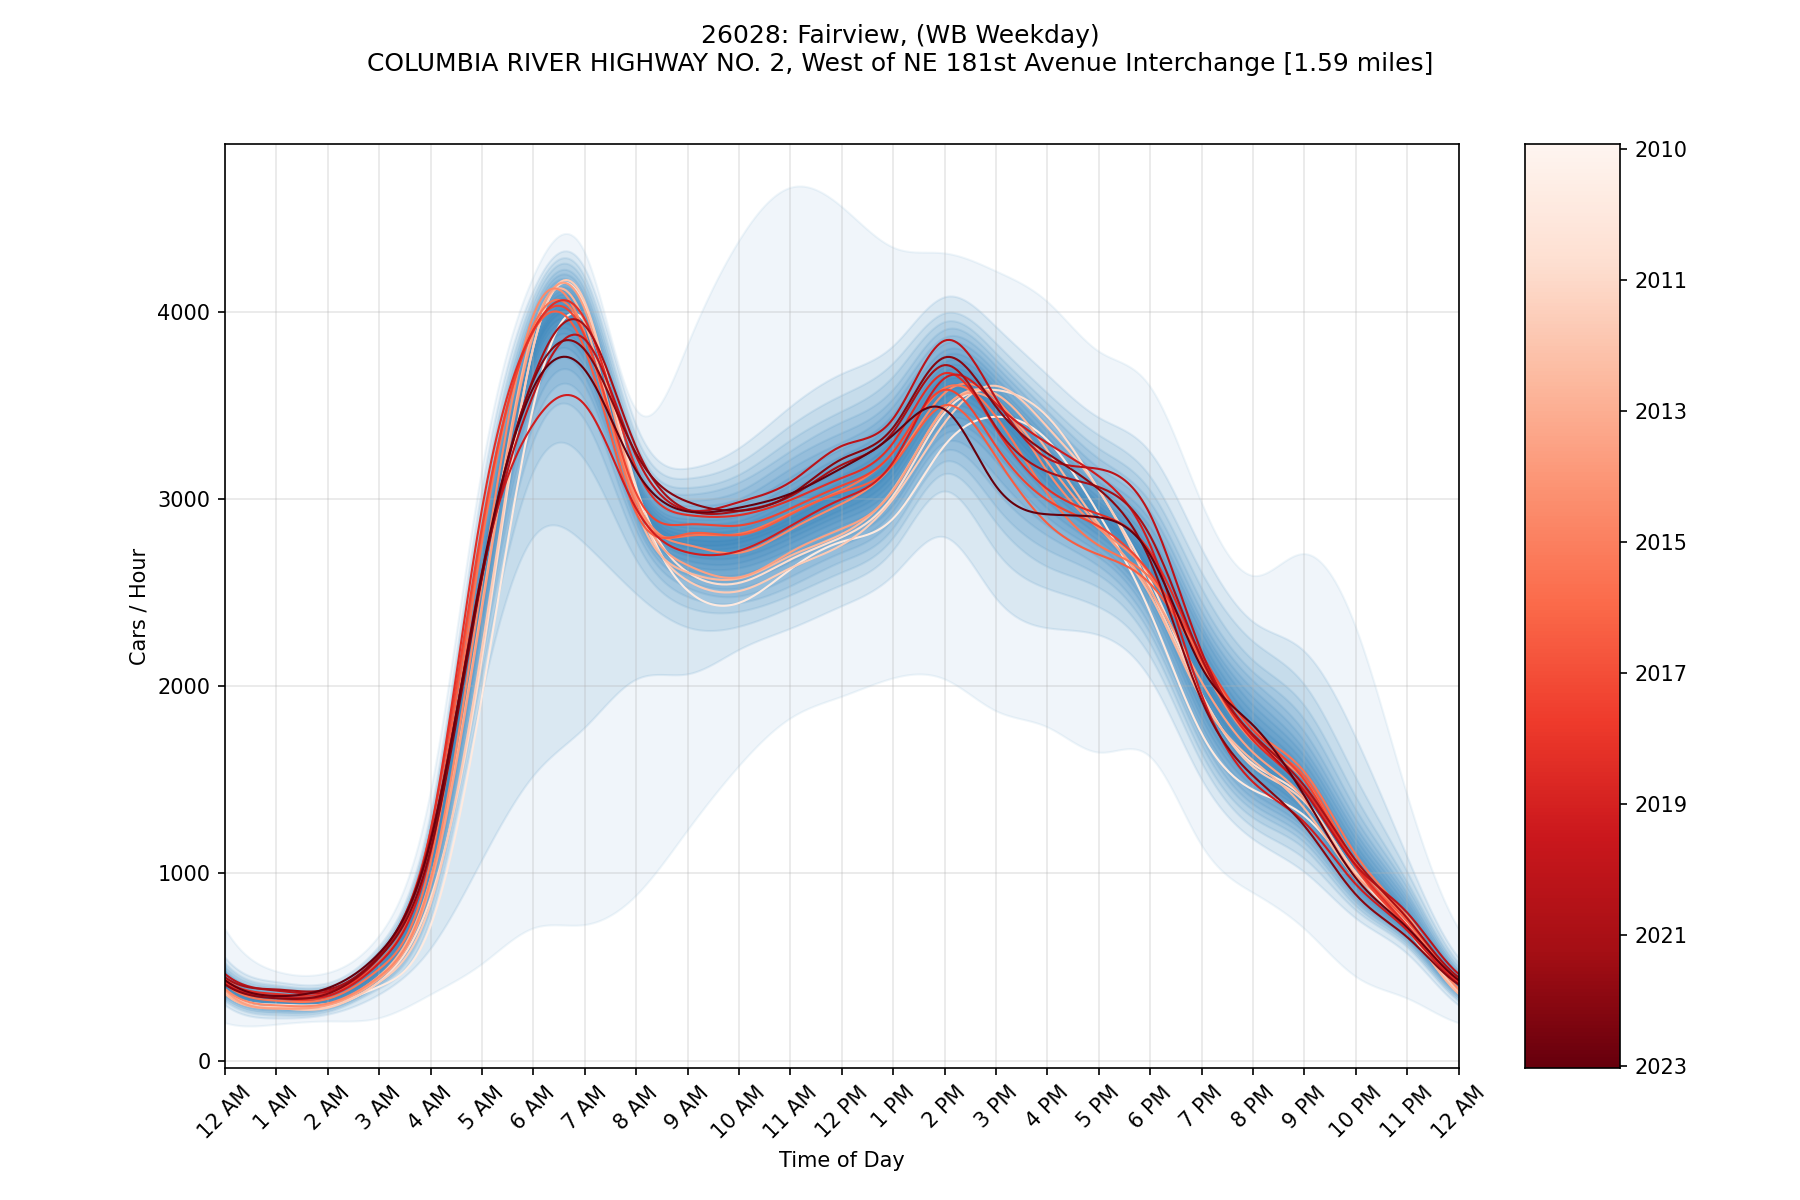 26028: Fairview, (WB Weekday)
COLUMBIA RIVER HIGHWAY NO. 2, West of NE 181st Avenue Interchange [1.59 miles]
Cars / Hour
4000
3000
2000
1000
0
12 AM
1 AM
2 AM
3 AM
4 AM
5 AM
6 AM
7 AM
8 AM
9 AM
10 AM
11 AM
12 PM
1 PM
2 PM
3 PM
4 PM
5 PM
6 PM
7 PM
8 PM
9 PM
10 PM
11 PM
12 AM
Time of Day
2010
2011
2013
2015
2017
2019
2021
2023